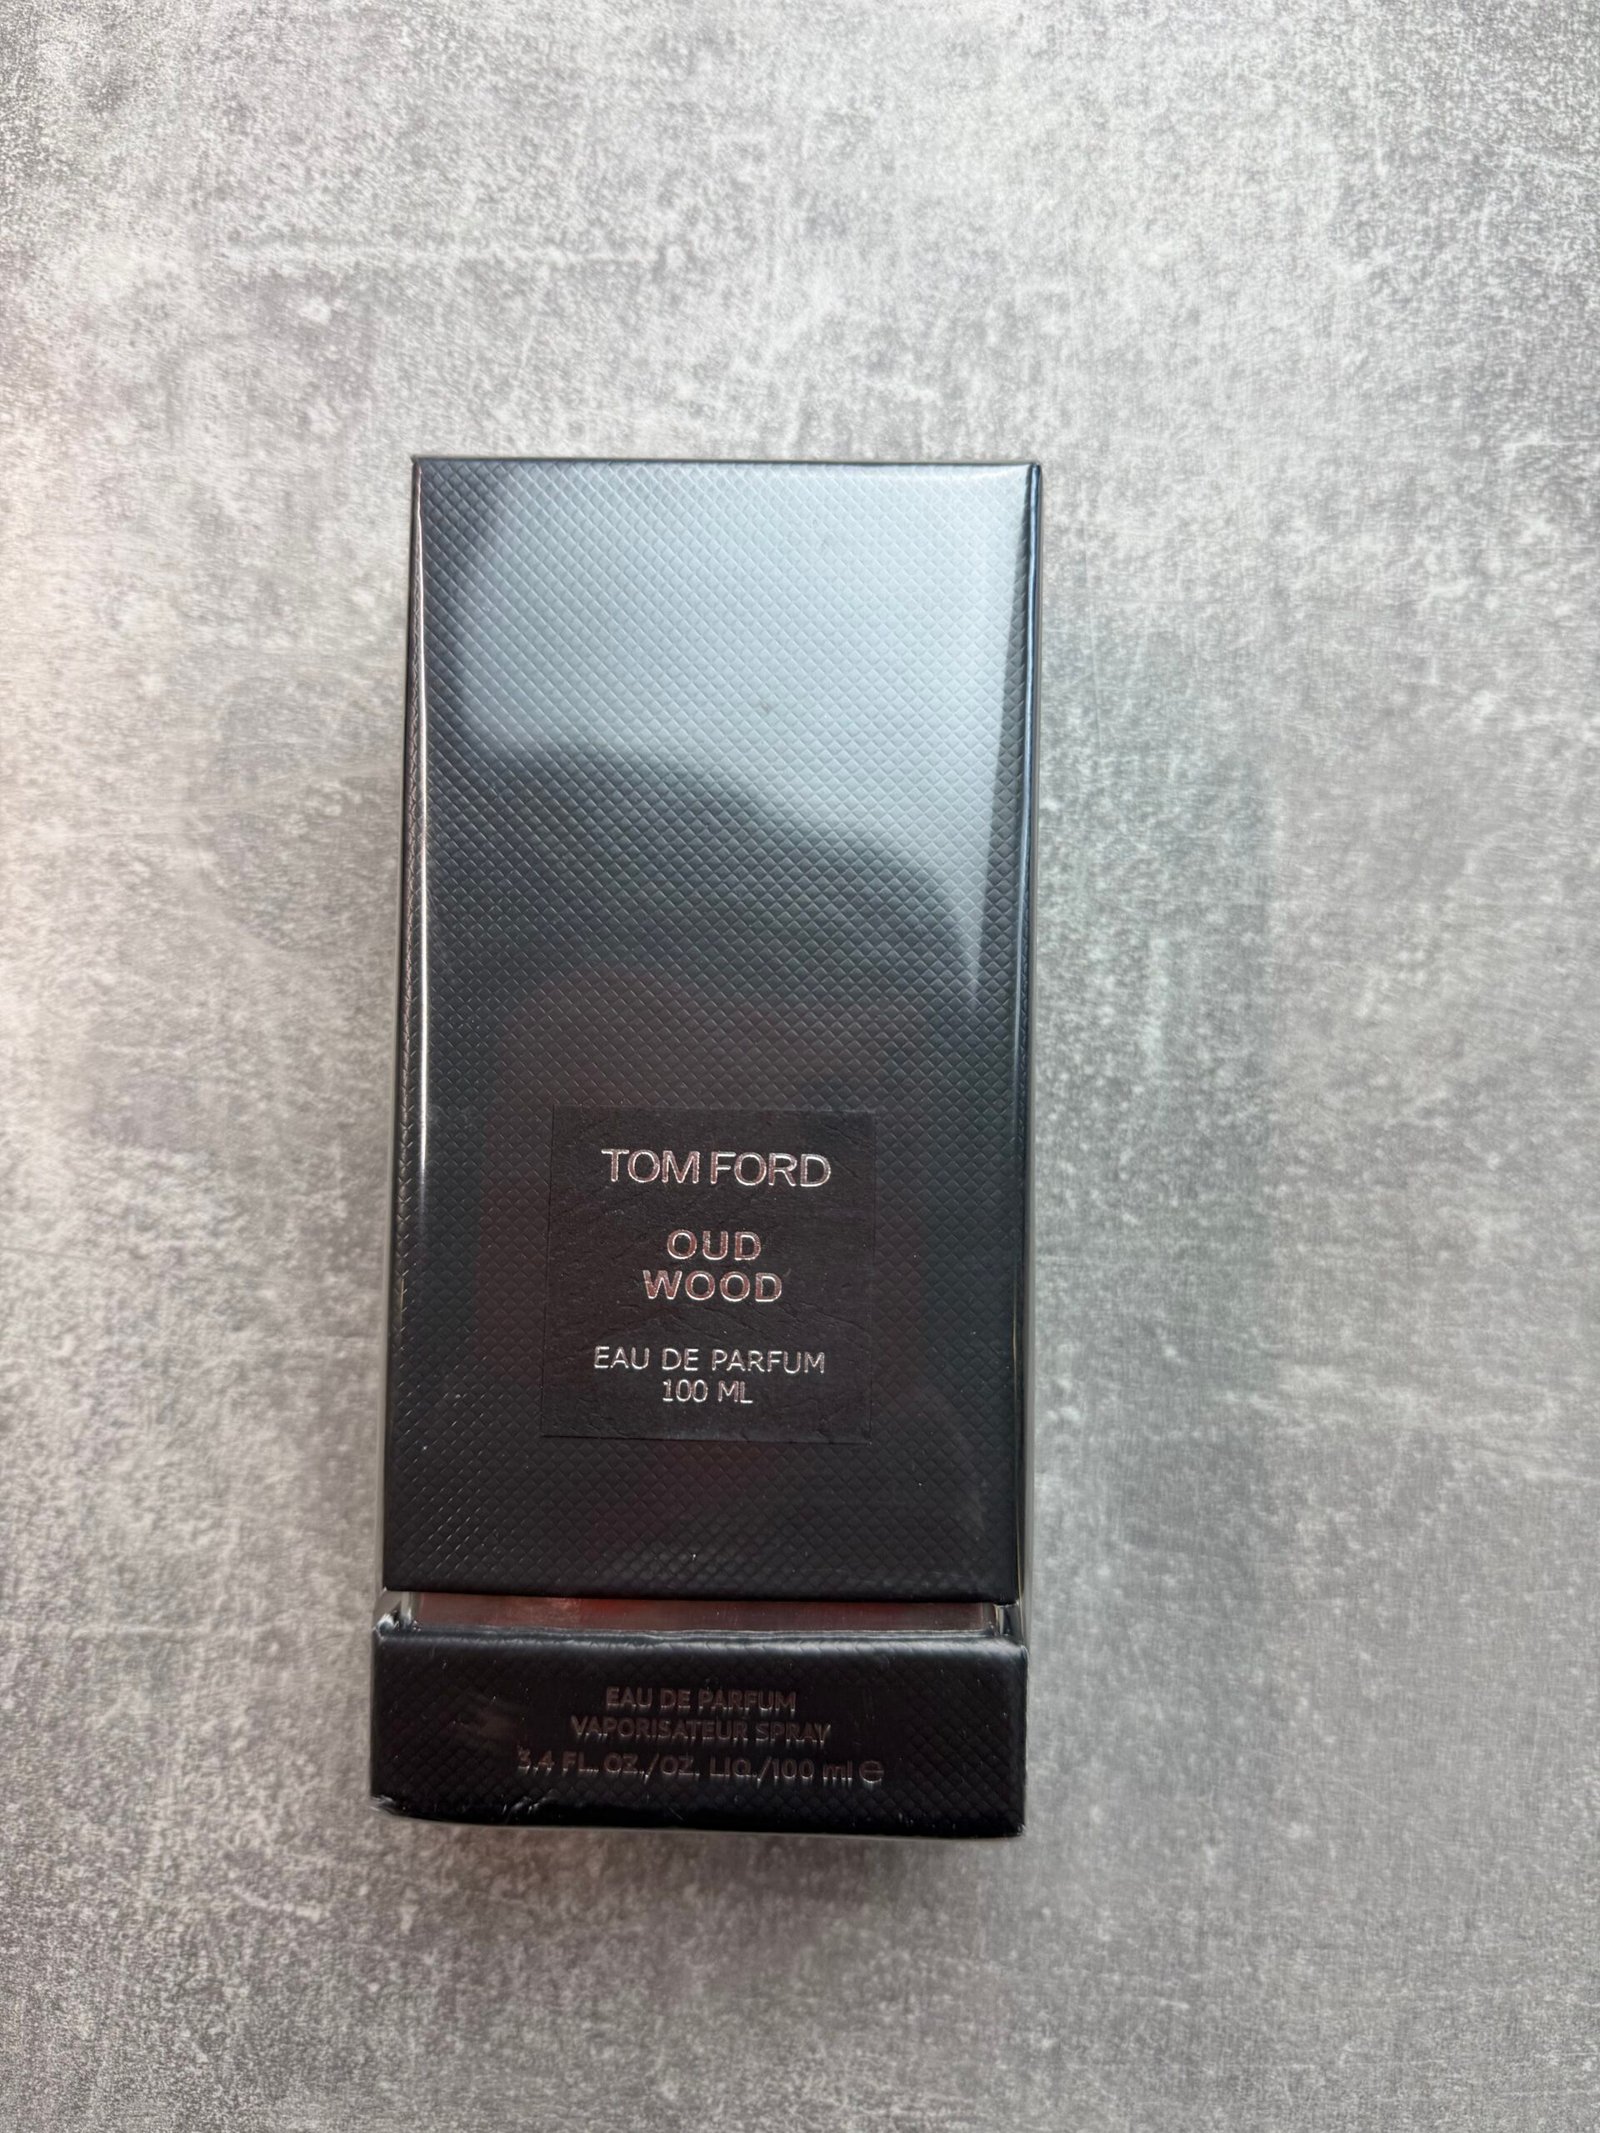 TOM FORD
OUD
WOOD
EAU DE PARFUM
100 ML
EAU DE PARFUM
VAPORISATEUR SPRAY
3.4 FL. OZ./OZ. LIQ./100 ml ℮